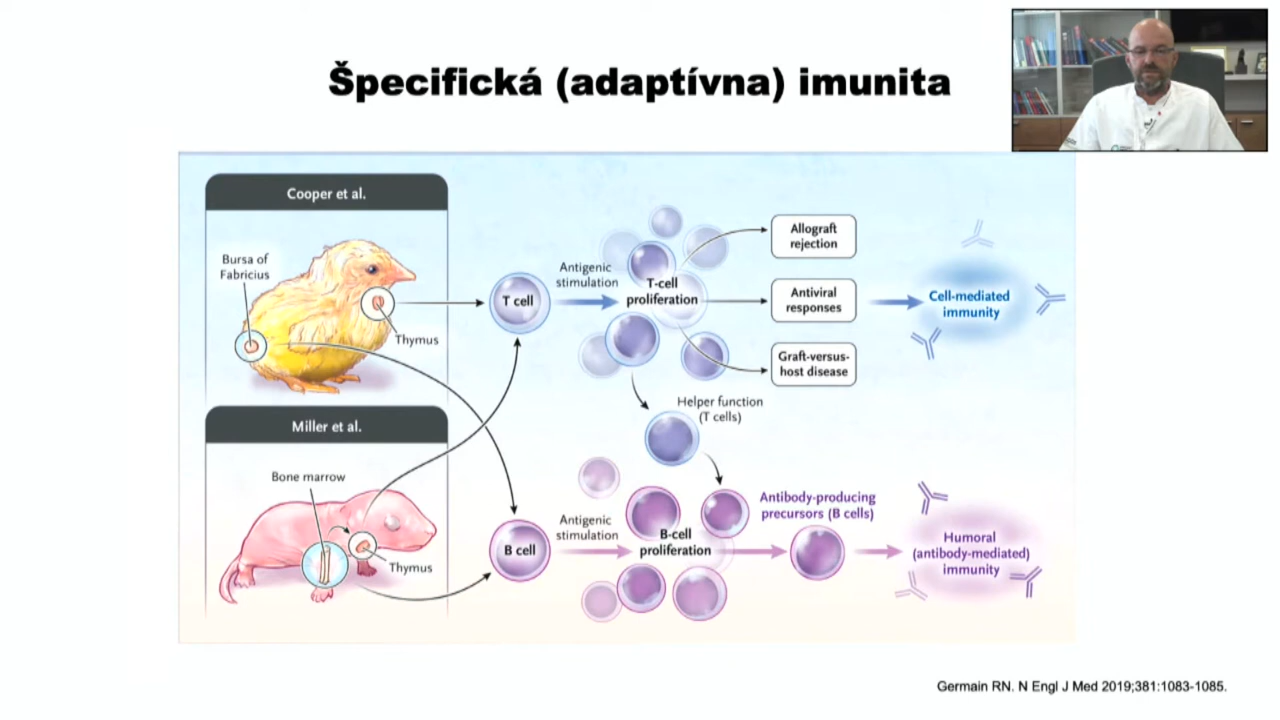 Špecifická (adaptívna) imunita
Cooper et al.
Bursa of
Fabricius
Thymus
T cell
Antigenic
stimulation
T-cell
proliferation
Allograft
rejection
Antiviral
responses
Graft-versus-
host disease
Cell-mediated
immunity
Helper function
(T cells)
Miller et al.
Bone marrow
Thymus
B cell
Antigenic
stimulation
B-cell
proliferation
Antibody-producing
precursors (B cells)
Humoral
(antibody-mediated)
immunity
Germain RN. N Engl J Med 2019;381:1083-1085.